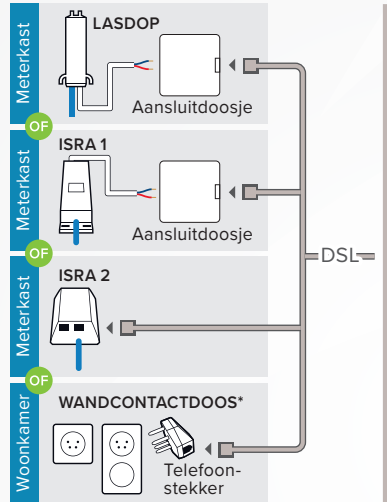 Meterkast
LASDOP
Aansluitdoosje
OF
Meterkast
ISRA 1
Aansluitdoosje
OF
Meterkast
ISRA 2
DSL
OF
Woonkamer
WANDCONTACTDOOS*
Telefoon-
stekker